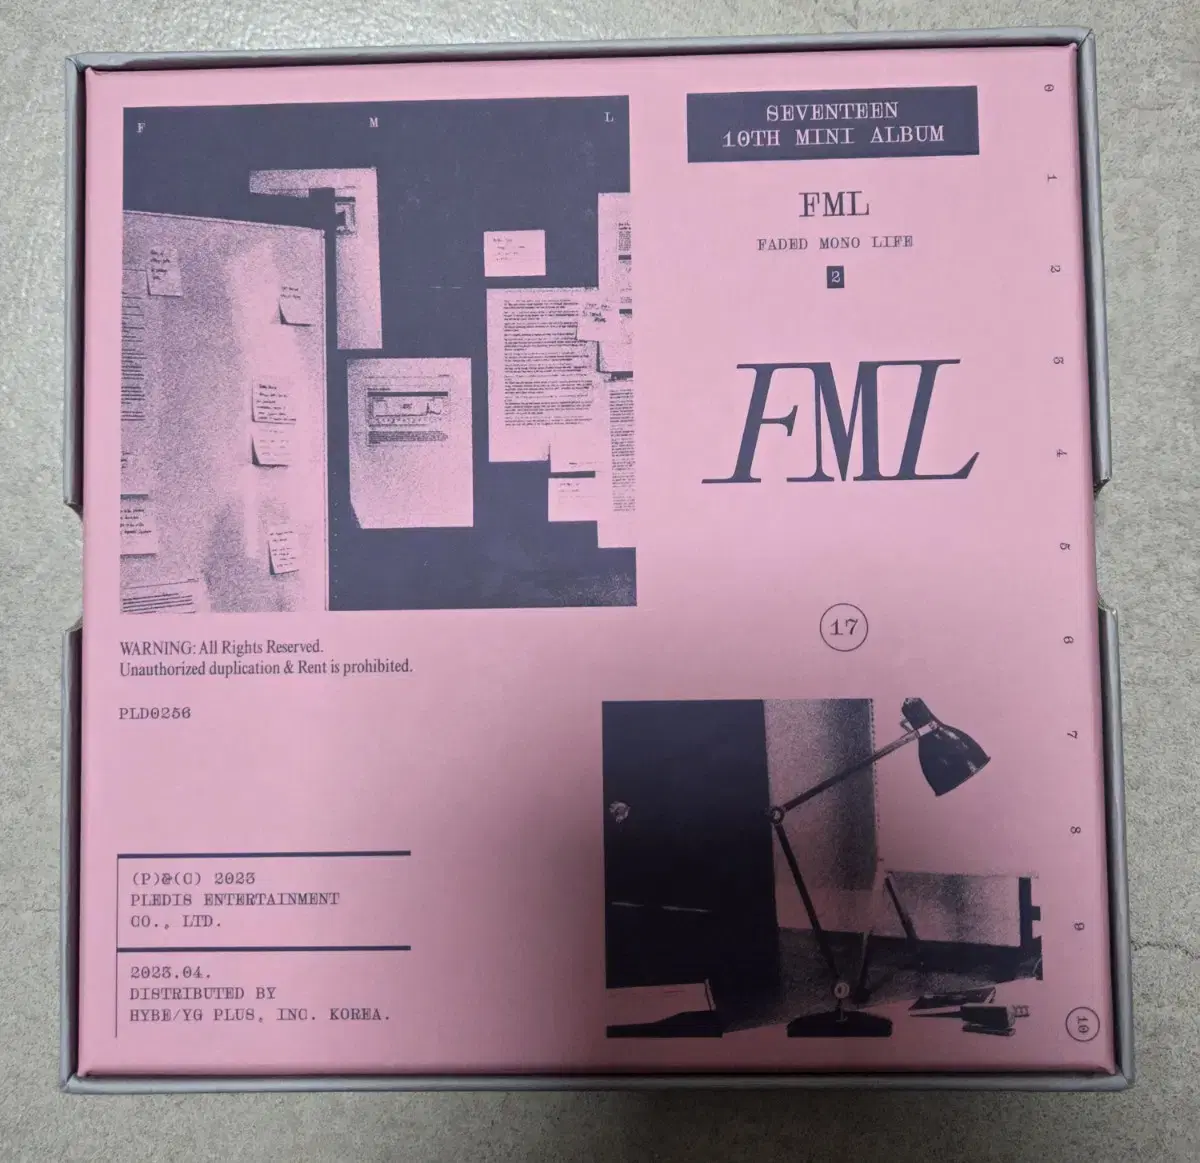 F M L
SEVENTEEN
10TH MINI ALBUM
FML
FADED MONO LIFE
2
FML
17
WARNING: All Rights Reserved.
Unauthorized duplication & Rent is prohibited.
PLD0256
(P)&(C) 2023
PLEDIS ENTERTAINMENT
CO., LTD.
2023.04.
DISTRIBUTED BY
HYBE/YG PLUS, INC. KOREA.
0
1
2
3
4
5
6
7
8
9
10